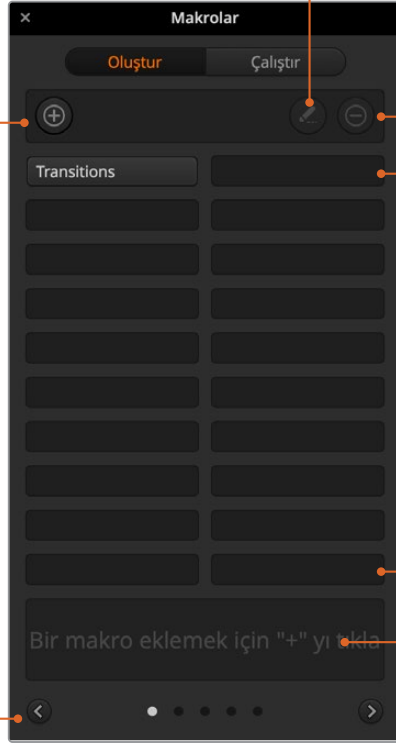 Makrolar
Oluştur
Çalıştır
Transitions
Bir makro eklemek için "+" yı tıkla